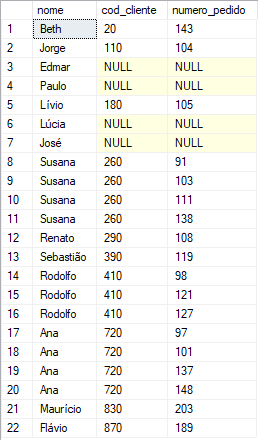 nome cod_cliente numero_pedido
1 Beth 20 143
2 Jorge 110 104
3 Edmar NULL NULL
4 Paulo NULL NULL
5 Lívio 180 105
6 Lúcia NULL NULL
7 José NULL NULL
8 Susana 260 91
9 Susana 260 103
10 Susana 260 111
11 Susana 260 138
12 Renato 290 108
13 Sebastião 390 119
14 Rodolfo 410 98
15 Rodolfo 410 121
16 Rodolfo 410 127
17 Ana 720 97
18 Ana 720 101
19 Ana 720 137
20 Ana 720 148
21 Maurício 830 203
22 Flávio 870 189